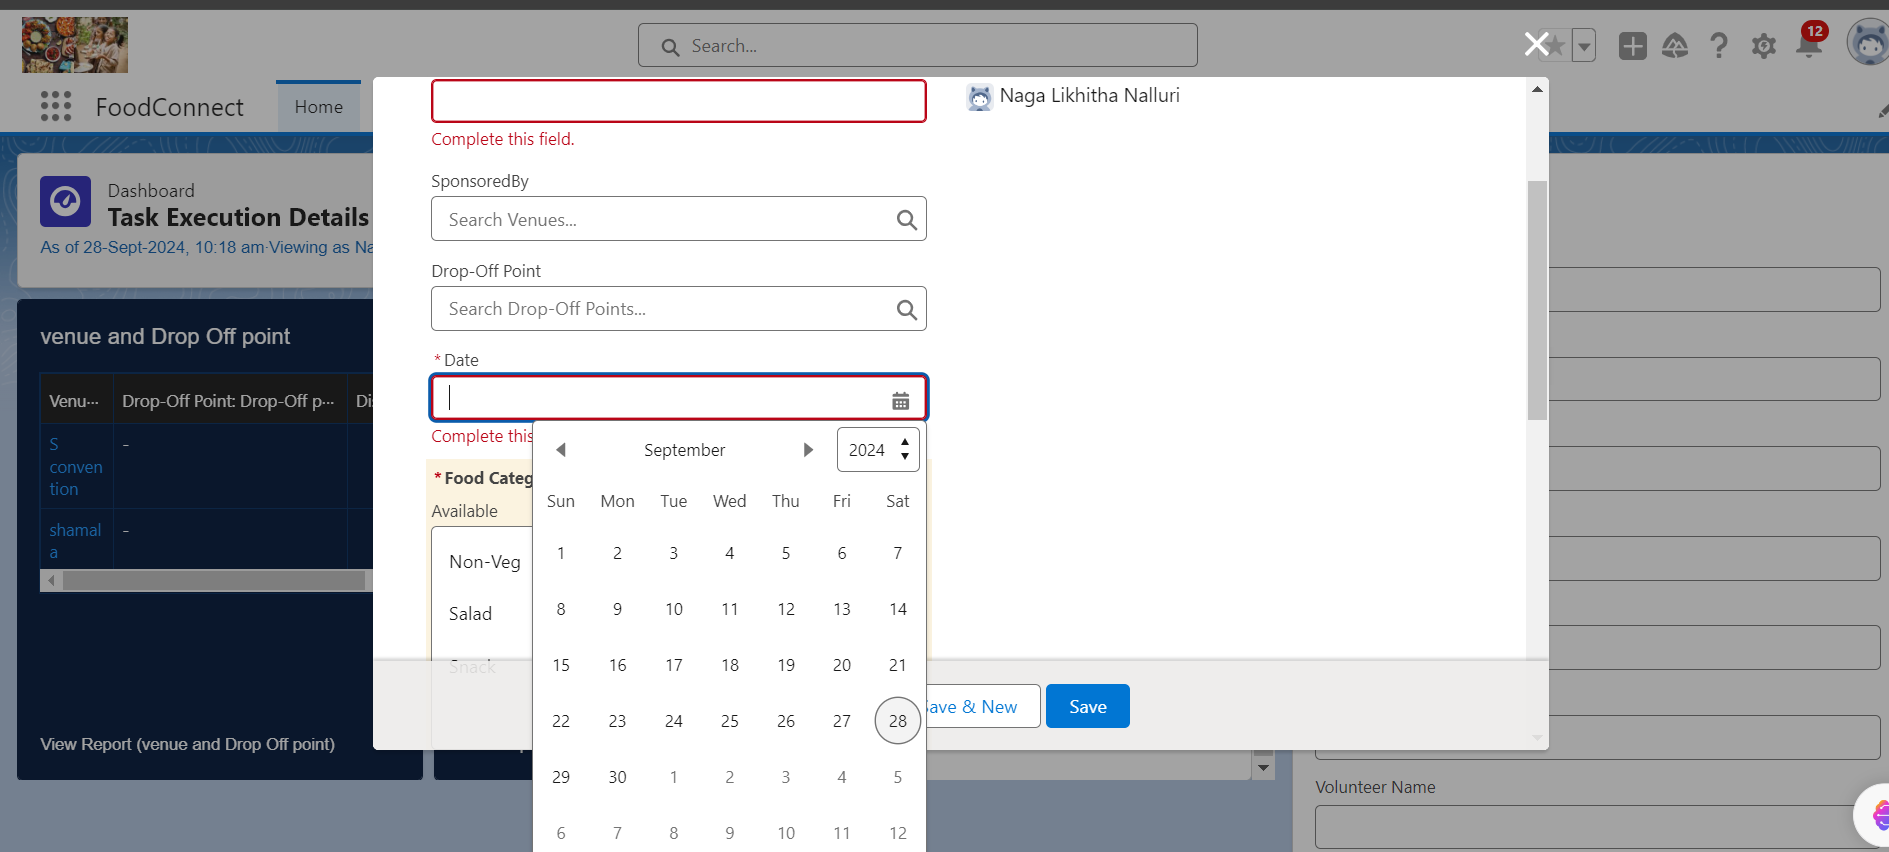 Search...
12
FoodConnect
Home
Dashboard
Task Execution Details
As of 28-Sept-2024, 10:18 am·Viewing as Na
venue and Drop Off point
Venu... Drop-Off Point: Drop-Off p...
S convention
-
shamala
-
View Report (venue and Drop Off point)
Naga Likhitha Nalluri
Complete this field.
SponsoredBy
Search Venues...
Drop-Off Point
Search Drop-Off Points...
* Date
Complete this
* Food Categ
Available
Non-Veg
Salad
Snack
September 2024
Sun Mon Tue Wed Thu Fri Sat
1 2 3 4 5 6 7
8 9 10 11 12 13 14
15 16 17 18 19 20 21
22 23 24 25 26 27 28
29 30 1 2 3 4 5
6 7 8 9 10 11 12
Save & New
Save
Volunteer Name